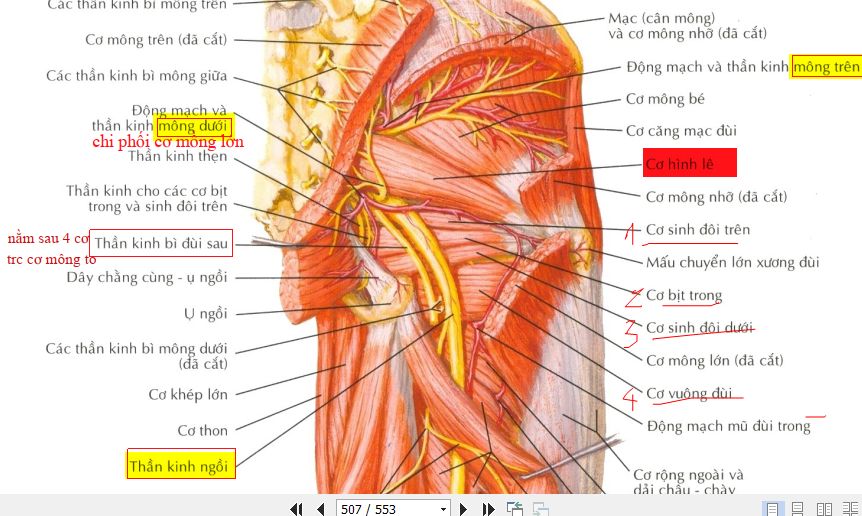 Các thần kinh bì mông trên
Cơ mông trên (đã cắt)
Các thần kinh bì mông giữa
Động mạch và
thần kinh mông dưới
chi phối cơ mông lớn
Thần kinh thẹn
Thần kinh cho các cơ bịt
trong và sinh đôi trên
nằm sau 4 cơ
trc cơ mông to
Thần kinh bì đùi sau
Dây chằng cùng - ụ ngồi
Ụ ngồi
Các thần kinh bì mông dưới
(đã cắt)
Cơ khép lớn
Cơ thon
Thần kinh ngồi
Mạc (cân mông)
và cơ mông nhỡ (đã cắt)
Động mạch và thần kinh mông trên
Cơ mông bé
Cơ căng mạc đùi
Cơ hình lê
Cơ mông nhỡ (đã cắt)
1 Cơ sinh đôi trên
Mấu chuyển lớn xương đùi
2 Cơ bịt trong
3 Cơ sinh đôi dưới
Cơ mông lớn (đã cắt)
4 Cơ vuông đùi
Động mạch mũ đùi trong
Cơ rộng ngoài và
dải chậu - chày
507 / 553